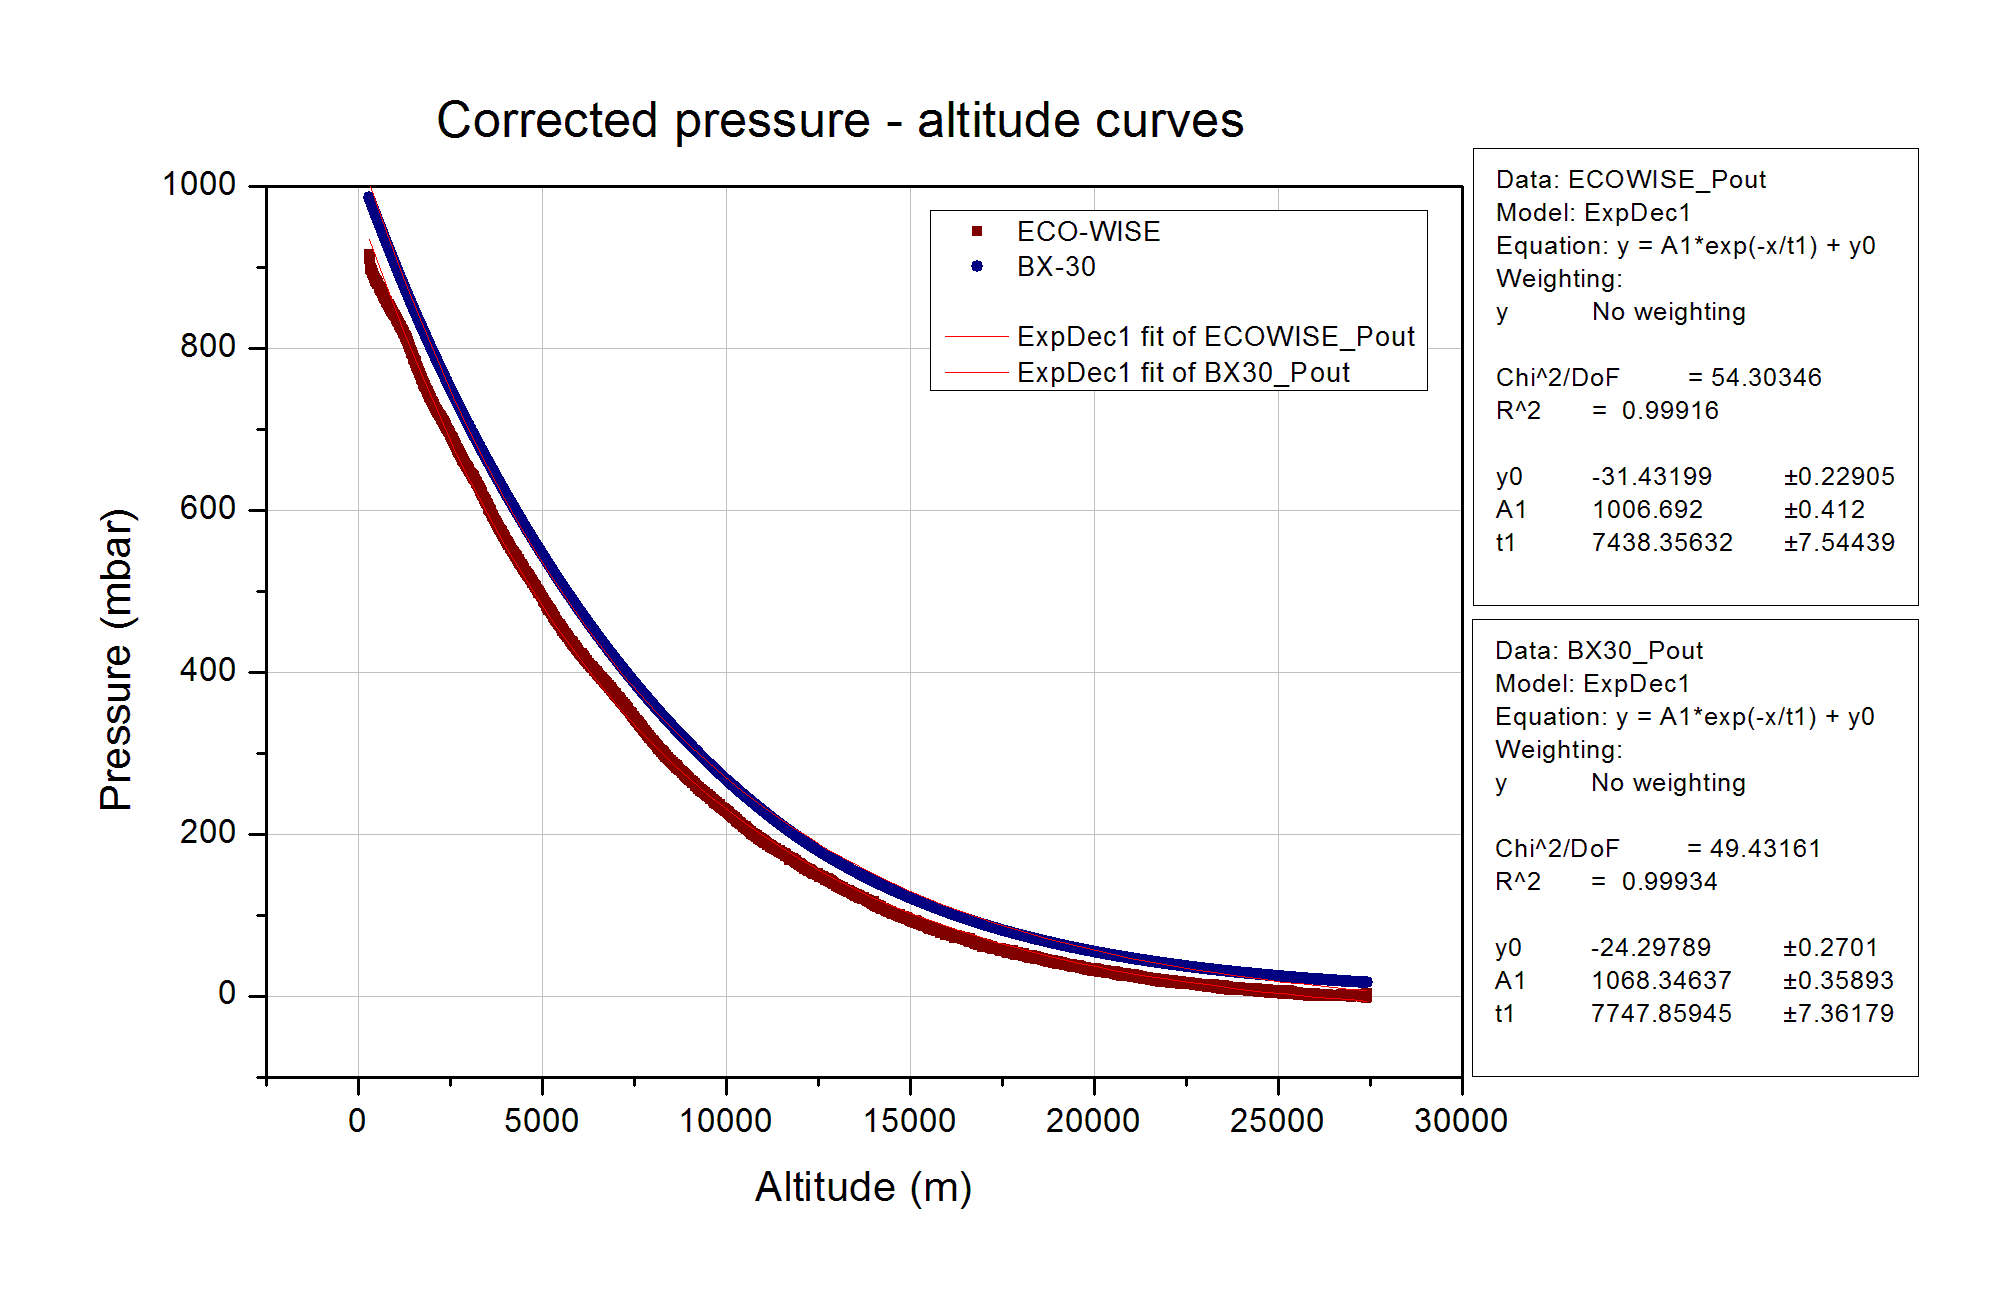 Corrected pressure - altitude curves
1000
800
600
400
200
0
Pressure (mbar)
0
5000
10000
15000
20000
25000
30000
Altitude (m)
ECO-WISE
BX-30
ExpDec1 fit of ECOWISE_Pout
ExpDec1 fit of BX30_Pout
Data: ECOWISE_Pout
Model: ExpDec1
Equation: y = A1*exp(-x/t1) + y0
Weighting:
y No weighting
Chi^2/DoF = 54.30346
R^2 = 0.99916
y0 -31.43199 ±0.22905
A1 1006.692 ±0.412
t1 7438.35632 ±7.54439
Data: BX30_Pout
Model: ExpDec1
Equation: y = A1*exp(-x/t1) + y0
Weighting:
y No weighting
Chi^2/DoF = 49.43161
R^2 = 0.99934
y0 -24.29789 ±0.2701
A1 1068.34637 ±0.35893
t1 7747.85945 ±7.36179